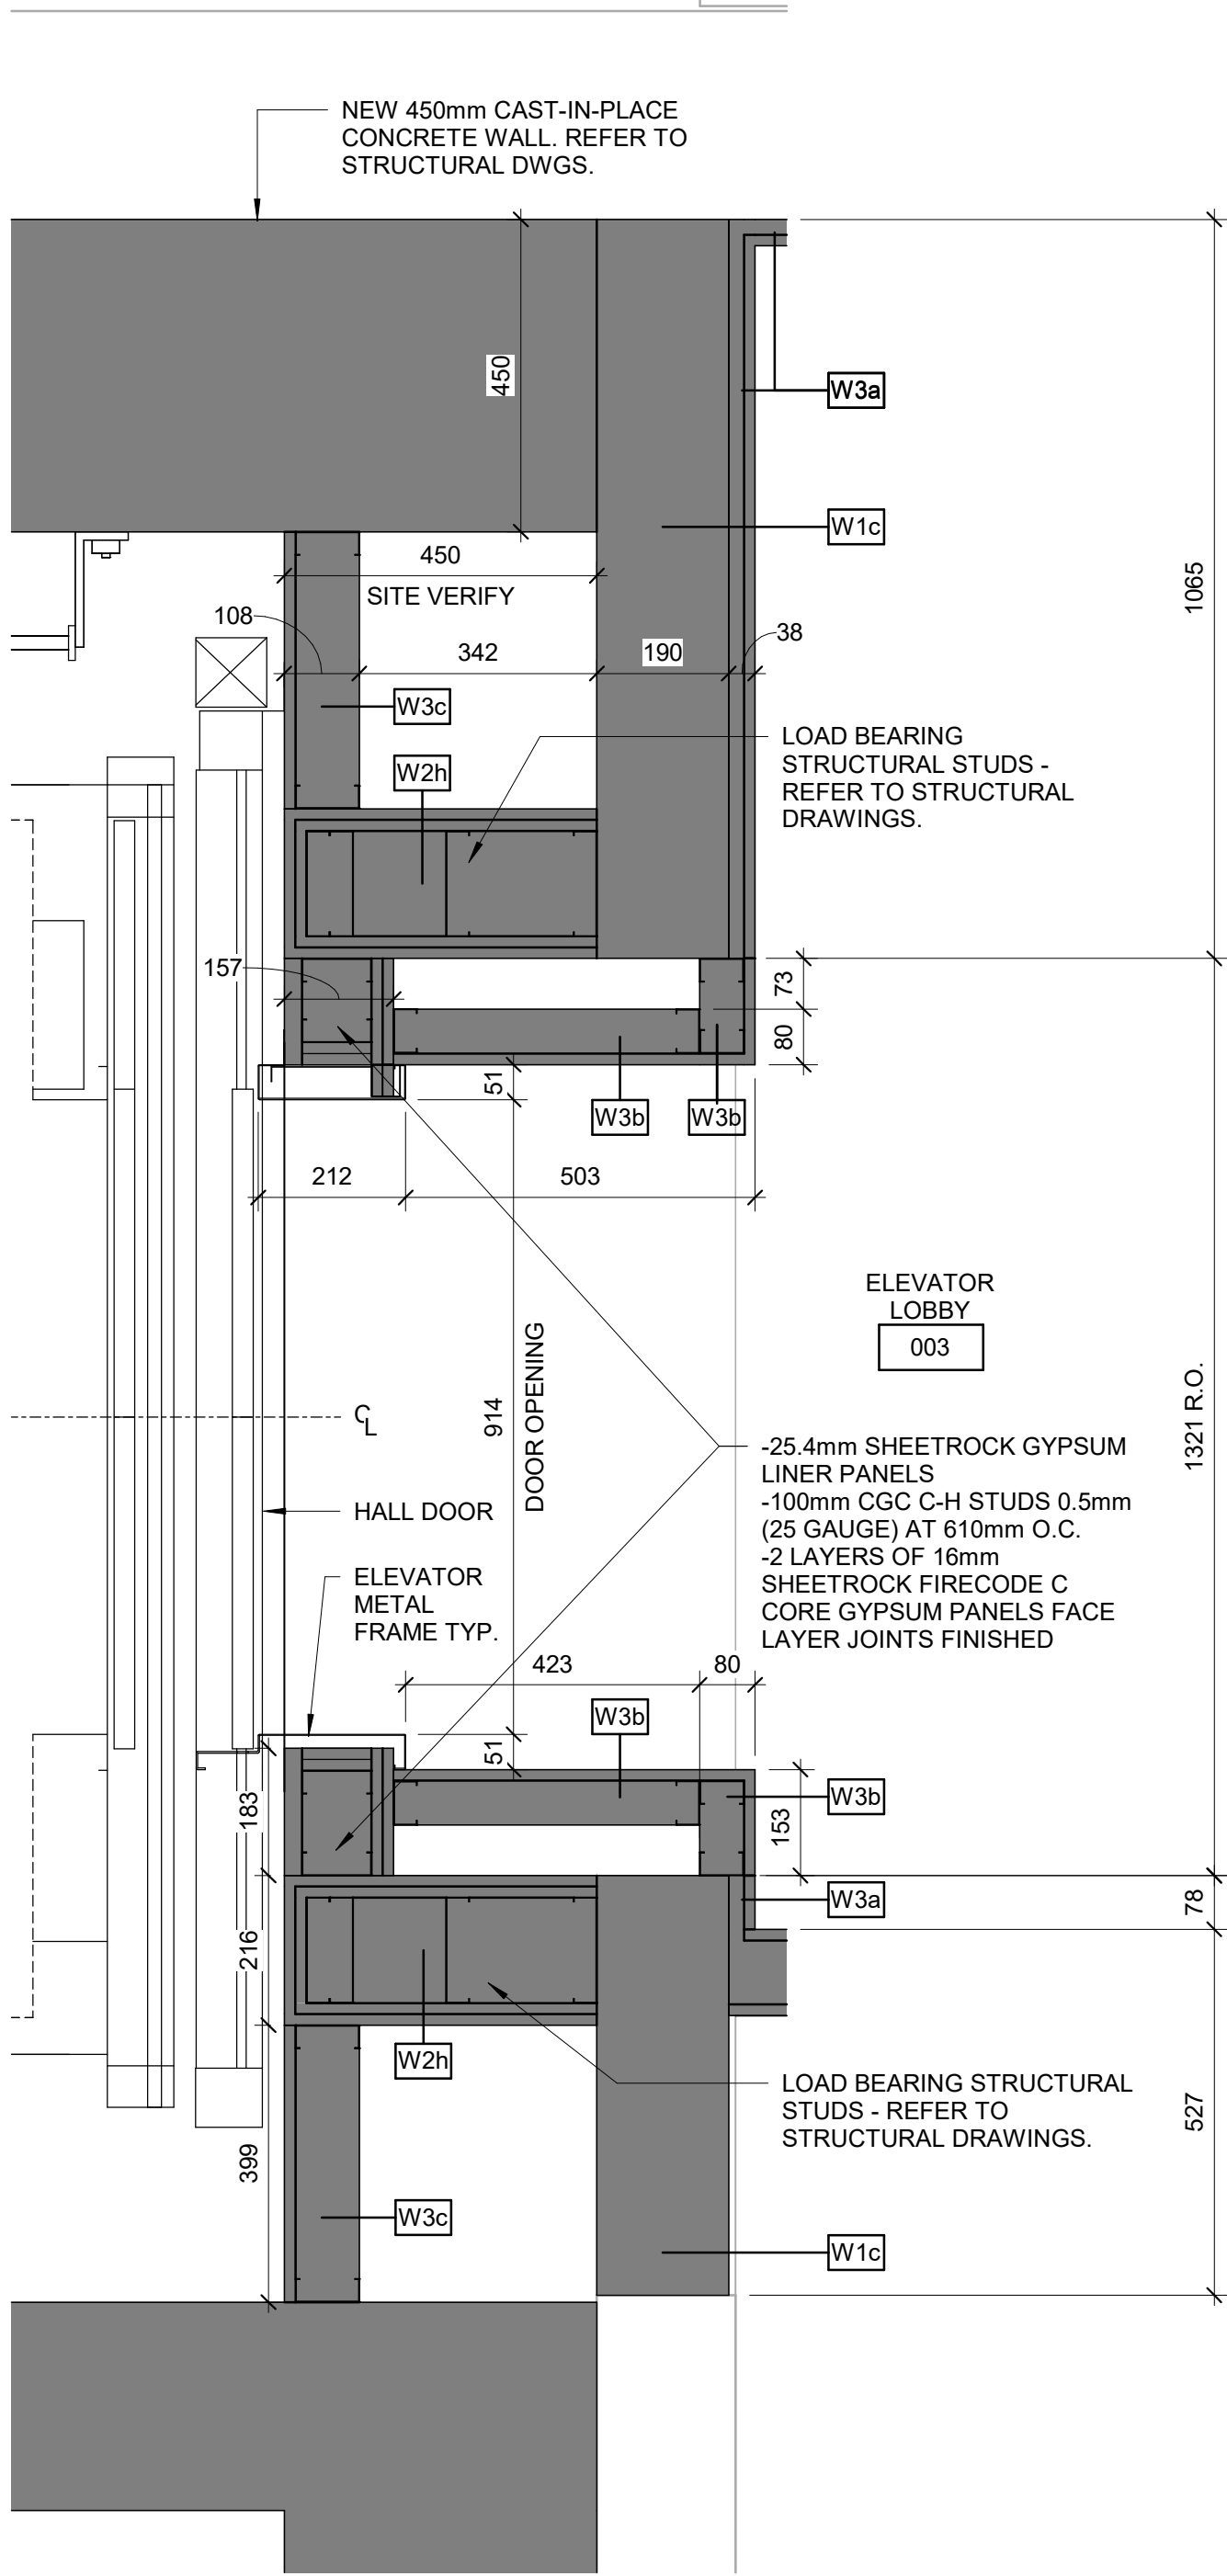 NEW 450mm CAST-IN-PLACE
CONCRETE WALL. REFER TO
STRUCTURAL DWGS.
450
W3a
W1c
1065
450
SITE VERIFY
108
342
190
38
W3c
W2h
LOAD BEARING
STRUCTURAL STUDS -
REFER TO STRUCTURAL
DRAWINGS.
157
73
80
51
W3b
W3b
212
503
ELEVATOR
LOBBY
003
914
DOOR OPENING
CL
1321 R.O.
-25.4mm SHEETROCK GYPSUM
LINER PANELS
-100mm CGC C-H STUDS 0.5mm
(25 GAUGE) AT 610mm O.C.
-2 LAYERS OF 16mm
SHEETROCK FIRECODE C
CORE GYPSUM PANELS FACE
LAYER JOINTS FINISHED
HALL DOOR
ELEVATOR
METAL
FRAME TYP.
423
80
W3b
51
183
153
W3b
W3a
78
216
W2h
LOAD BEARING STRUCTURAL
STUDS - REFER TO
STRUCTURAL DRAWINGS.
527
399
W3c
W1c